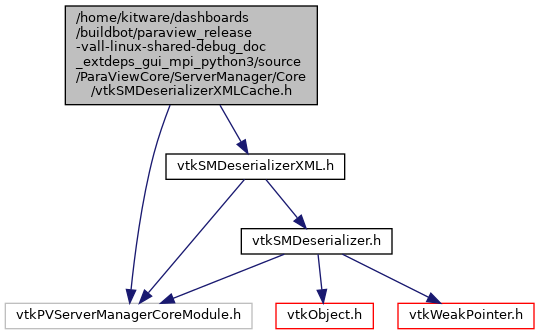 /home/kitware/dashboards
/buildbot/paraview_release
-vall-linux-shared-debug_doc
_extdeps_gui_mpi_python3/source
/ParaViewCore/ServerManager/Core
/vtkSMDeserializerXMLCache.h
vtkSMDeserializerXML.h
vtkSMDeserializer.h
vtkPVServerManagerCoreModule.h
vtkObject.h
vtkWeakPointer.h